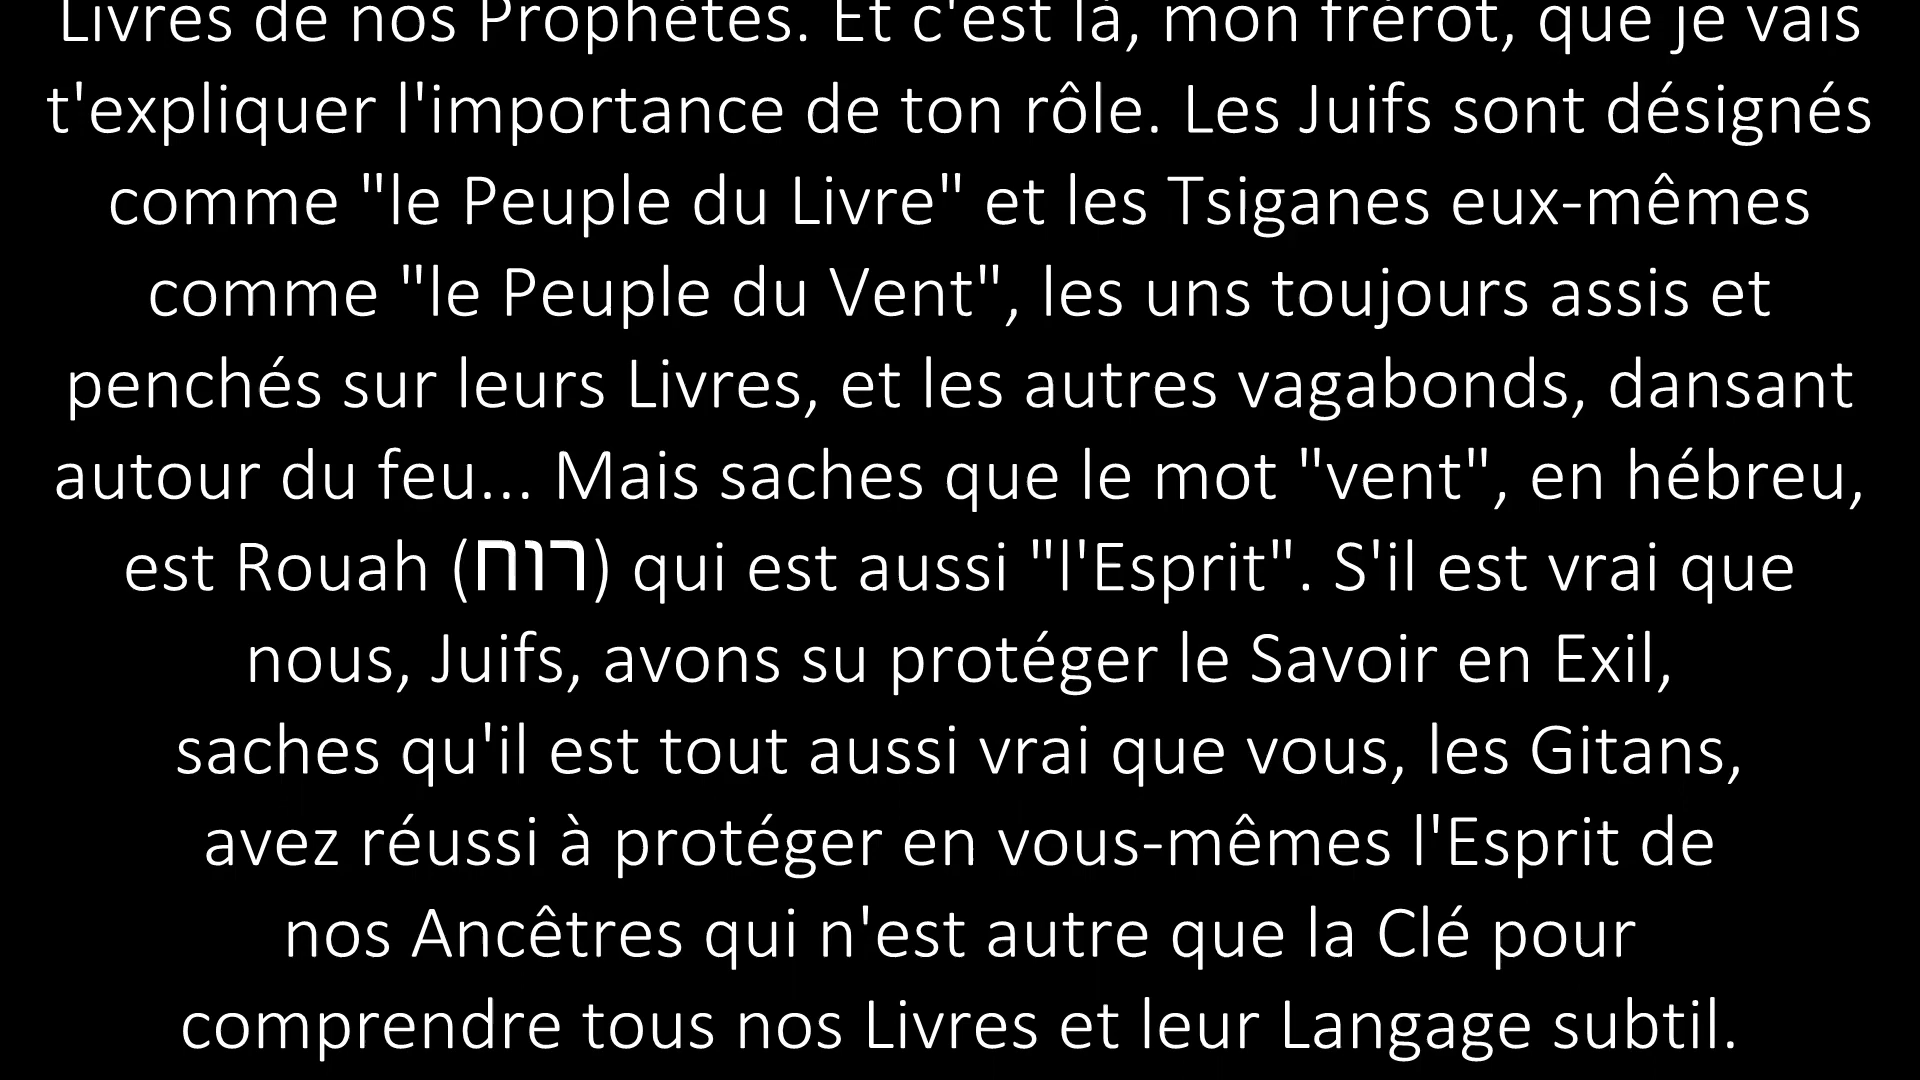 Livres de nos Prophètes. Et c'est là, mon frérot, que je vais
t'expliquer l'importance de ton rôle. Les Juifs sont désignés
comme "le Peuple du Livre" et les Tsiganes eux-mêmes
comme "le Peuple du Vent", les uns toujours assis et
penchés sur leurs Livres, et les autres vagabonds, dansant
autour du feu... Mais saches que le mot "vent", en hébreu,
est Rouah (רוח) qui est aussi "l'Esprit". S'il est vrai que
nous, Juifs, avons su protéger le Savoir en Exil,
saches qu'il est tout aussi vrai que vous, les Gitans,
avez réussi à protéger en vous-mêmes l'Esprit de
nos Ancêtres qui n'est autre que la Clé pour
comprendre tous nos Livres et leur Langage subtil.